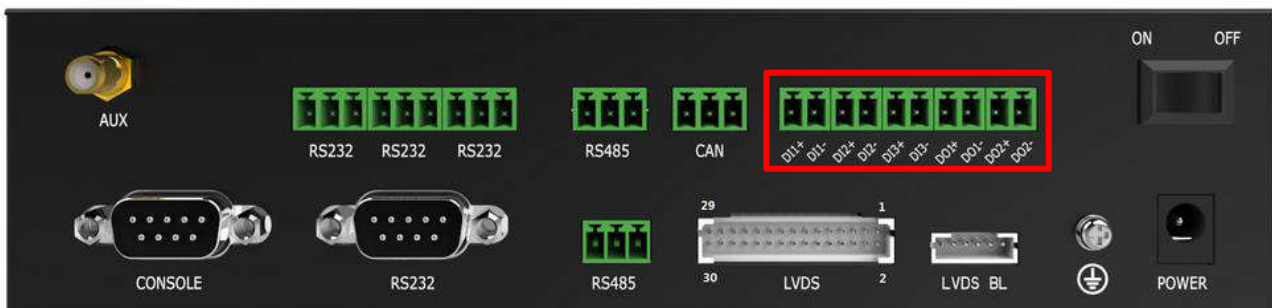 ON OFF
AUX
RS232 RS232 RS232 RS485 CAN DI1+ DI1- DI2+ DI2- DI3+ DI3- DO1+ DO1- DO2+ DO2-
29 1
30 2
CONSOLE RS232 RS485 LVDS LVDS BL POWER